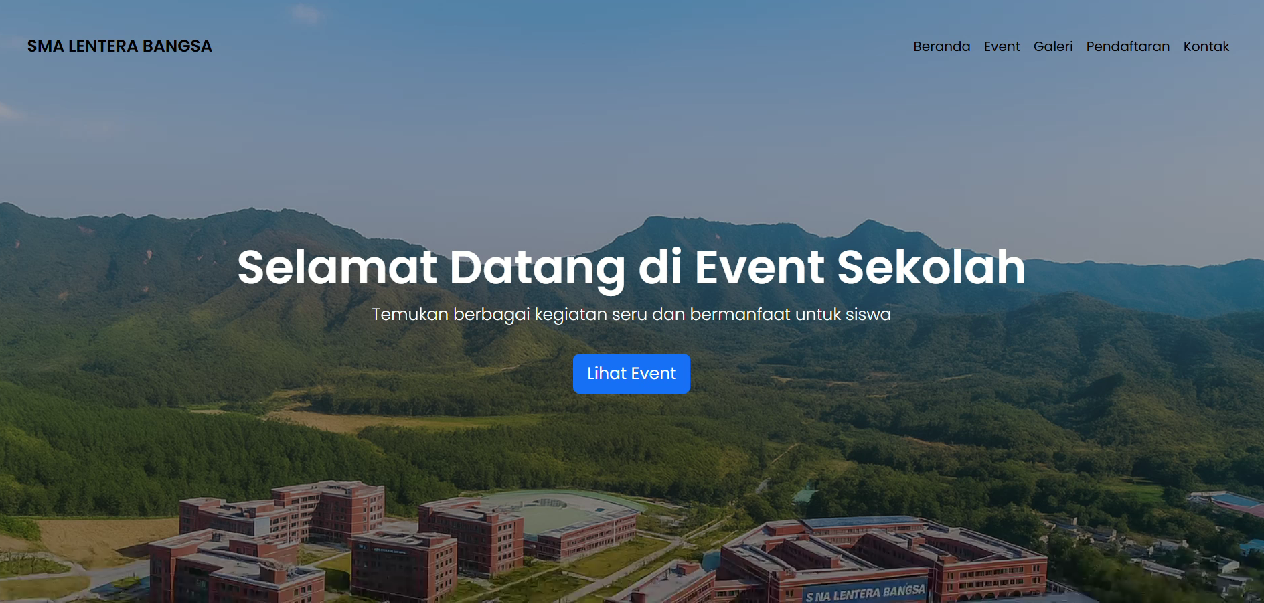 SMA LENTERA BANGSA
Beranda Event Galeri Pendaftaran Kontak
Selamat Datang di Event Sekolah
Temukan berbagai kegiatan seru dan bermanfaat untuk siswa
Lihat Event
SMA LENTERA BANGSA